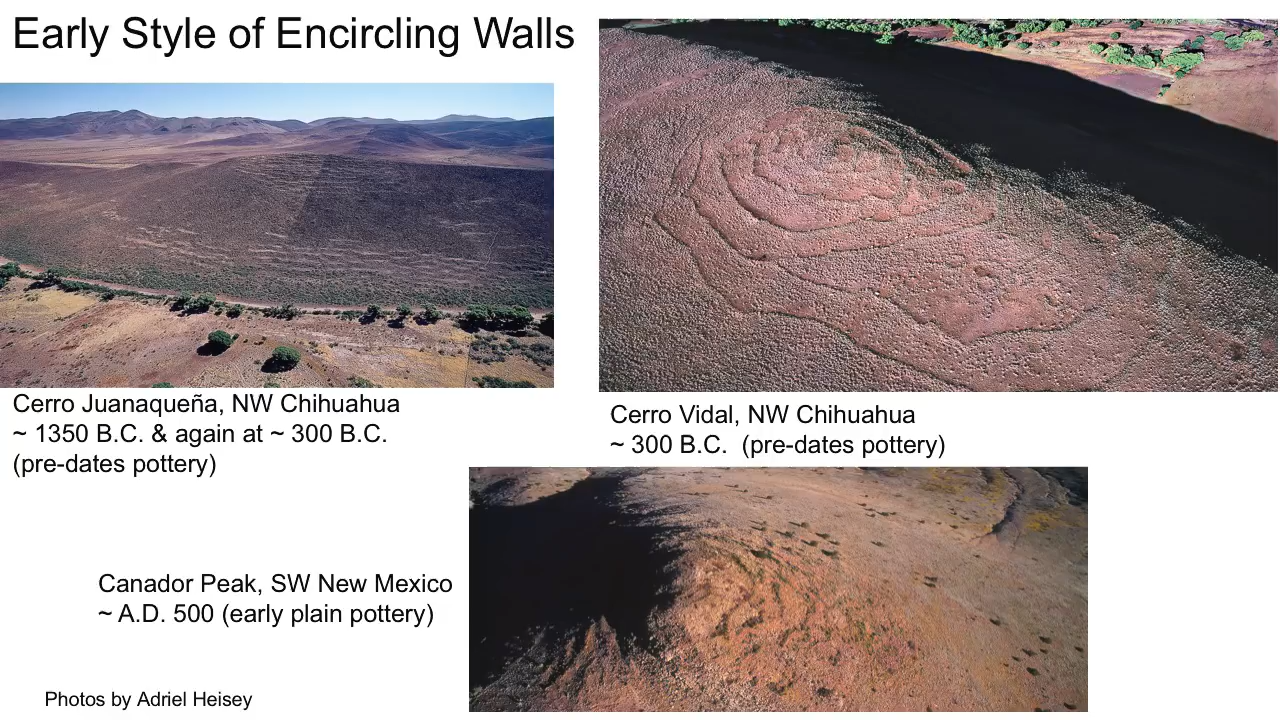 Early Style of Encircling Walls
Cerro Juanaqueña, NW Chihuahua
~ 1350 B.C. & again at ~ 300 B.C.
(pre-dates pottery)
Cerro Vidal, NW Chihuahua
~ 300 B.C.  (pre-dates pottery)
Canador Peak, SW New Mexico
~ A.D. 500 (early plain pottery)
Photos by Adriel Heisey